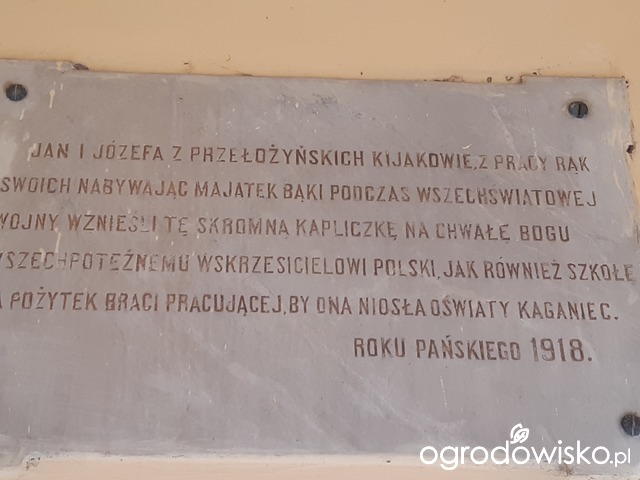 JAN I JÓZEFA Z PRZEŁOŻYŃSKICH KIJAKOWIE, Z PRACY RĄK
SWOICH NABYWAJĄC MAJATEK BĄKI PODCZAS WSZECHŚWIATOWEJ
WOJNY, WZNIEŚLI TĘ SKROMNĄ KAPLICZKĘ NA CHWAŁĘ BOGU
WSZECHPOTĘŻNEMU WSKRZESICIELOWI POLSKI, JAK RÓWNIEŻ SZKOŁĘ
POŻYTEK BRACI PRACUJĄCEJ, BY ONA NIOSŁA OŚWIATY KAGANIEC.
ROKU PAŃSKIEGO 1918.
ogrodowisko.pl